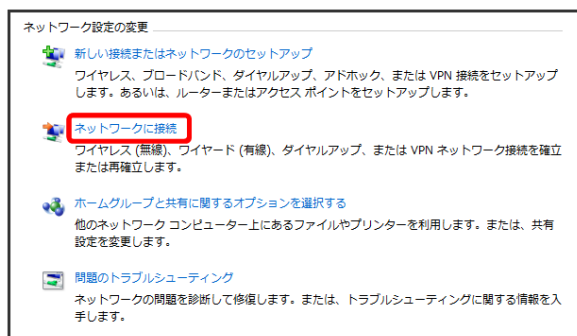 ネットワーク設定の変更
新しい接続またはネットワークのセットアップ
ワイヤレス、ブロードバンド、ダイヤルアップ、アドホック、または VPN 接続をセットアップ
します。あるいは、ルーターまたはアクセス ポイントをセットアップします。
ネットワークに接続
ワイヤレス (無線)、ワイヤード (有線)、ダイヤルアップ、または VPN ネットワーク接続を確立
または再確立します。
ホームグループと共有に関するオプションを選択する
他のネットワーク コンピューター上にあるファイルやプリンターを利用します。または、共有
設定を変更します。
問題のトラブルシューティング
ネットワークの問題を診断して修復します。または、トラブルシューティングに関する情報を入
手します。